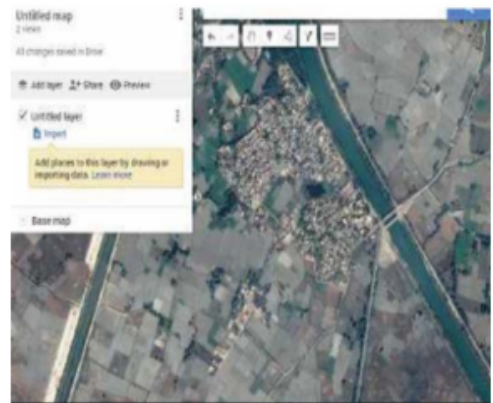 Untitled map
2 views
All changes saved in Drive
Add layer Share Preview
Untitled layer
Import
Add places to this layer by drawing or
importing data. Learn more
Base map